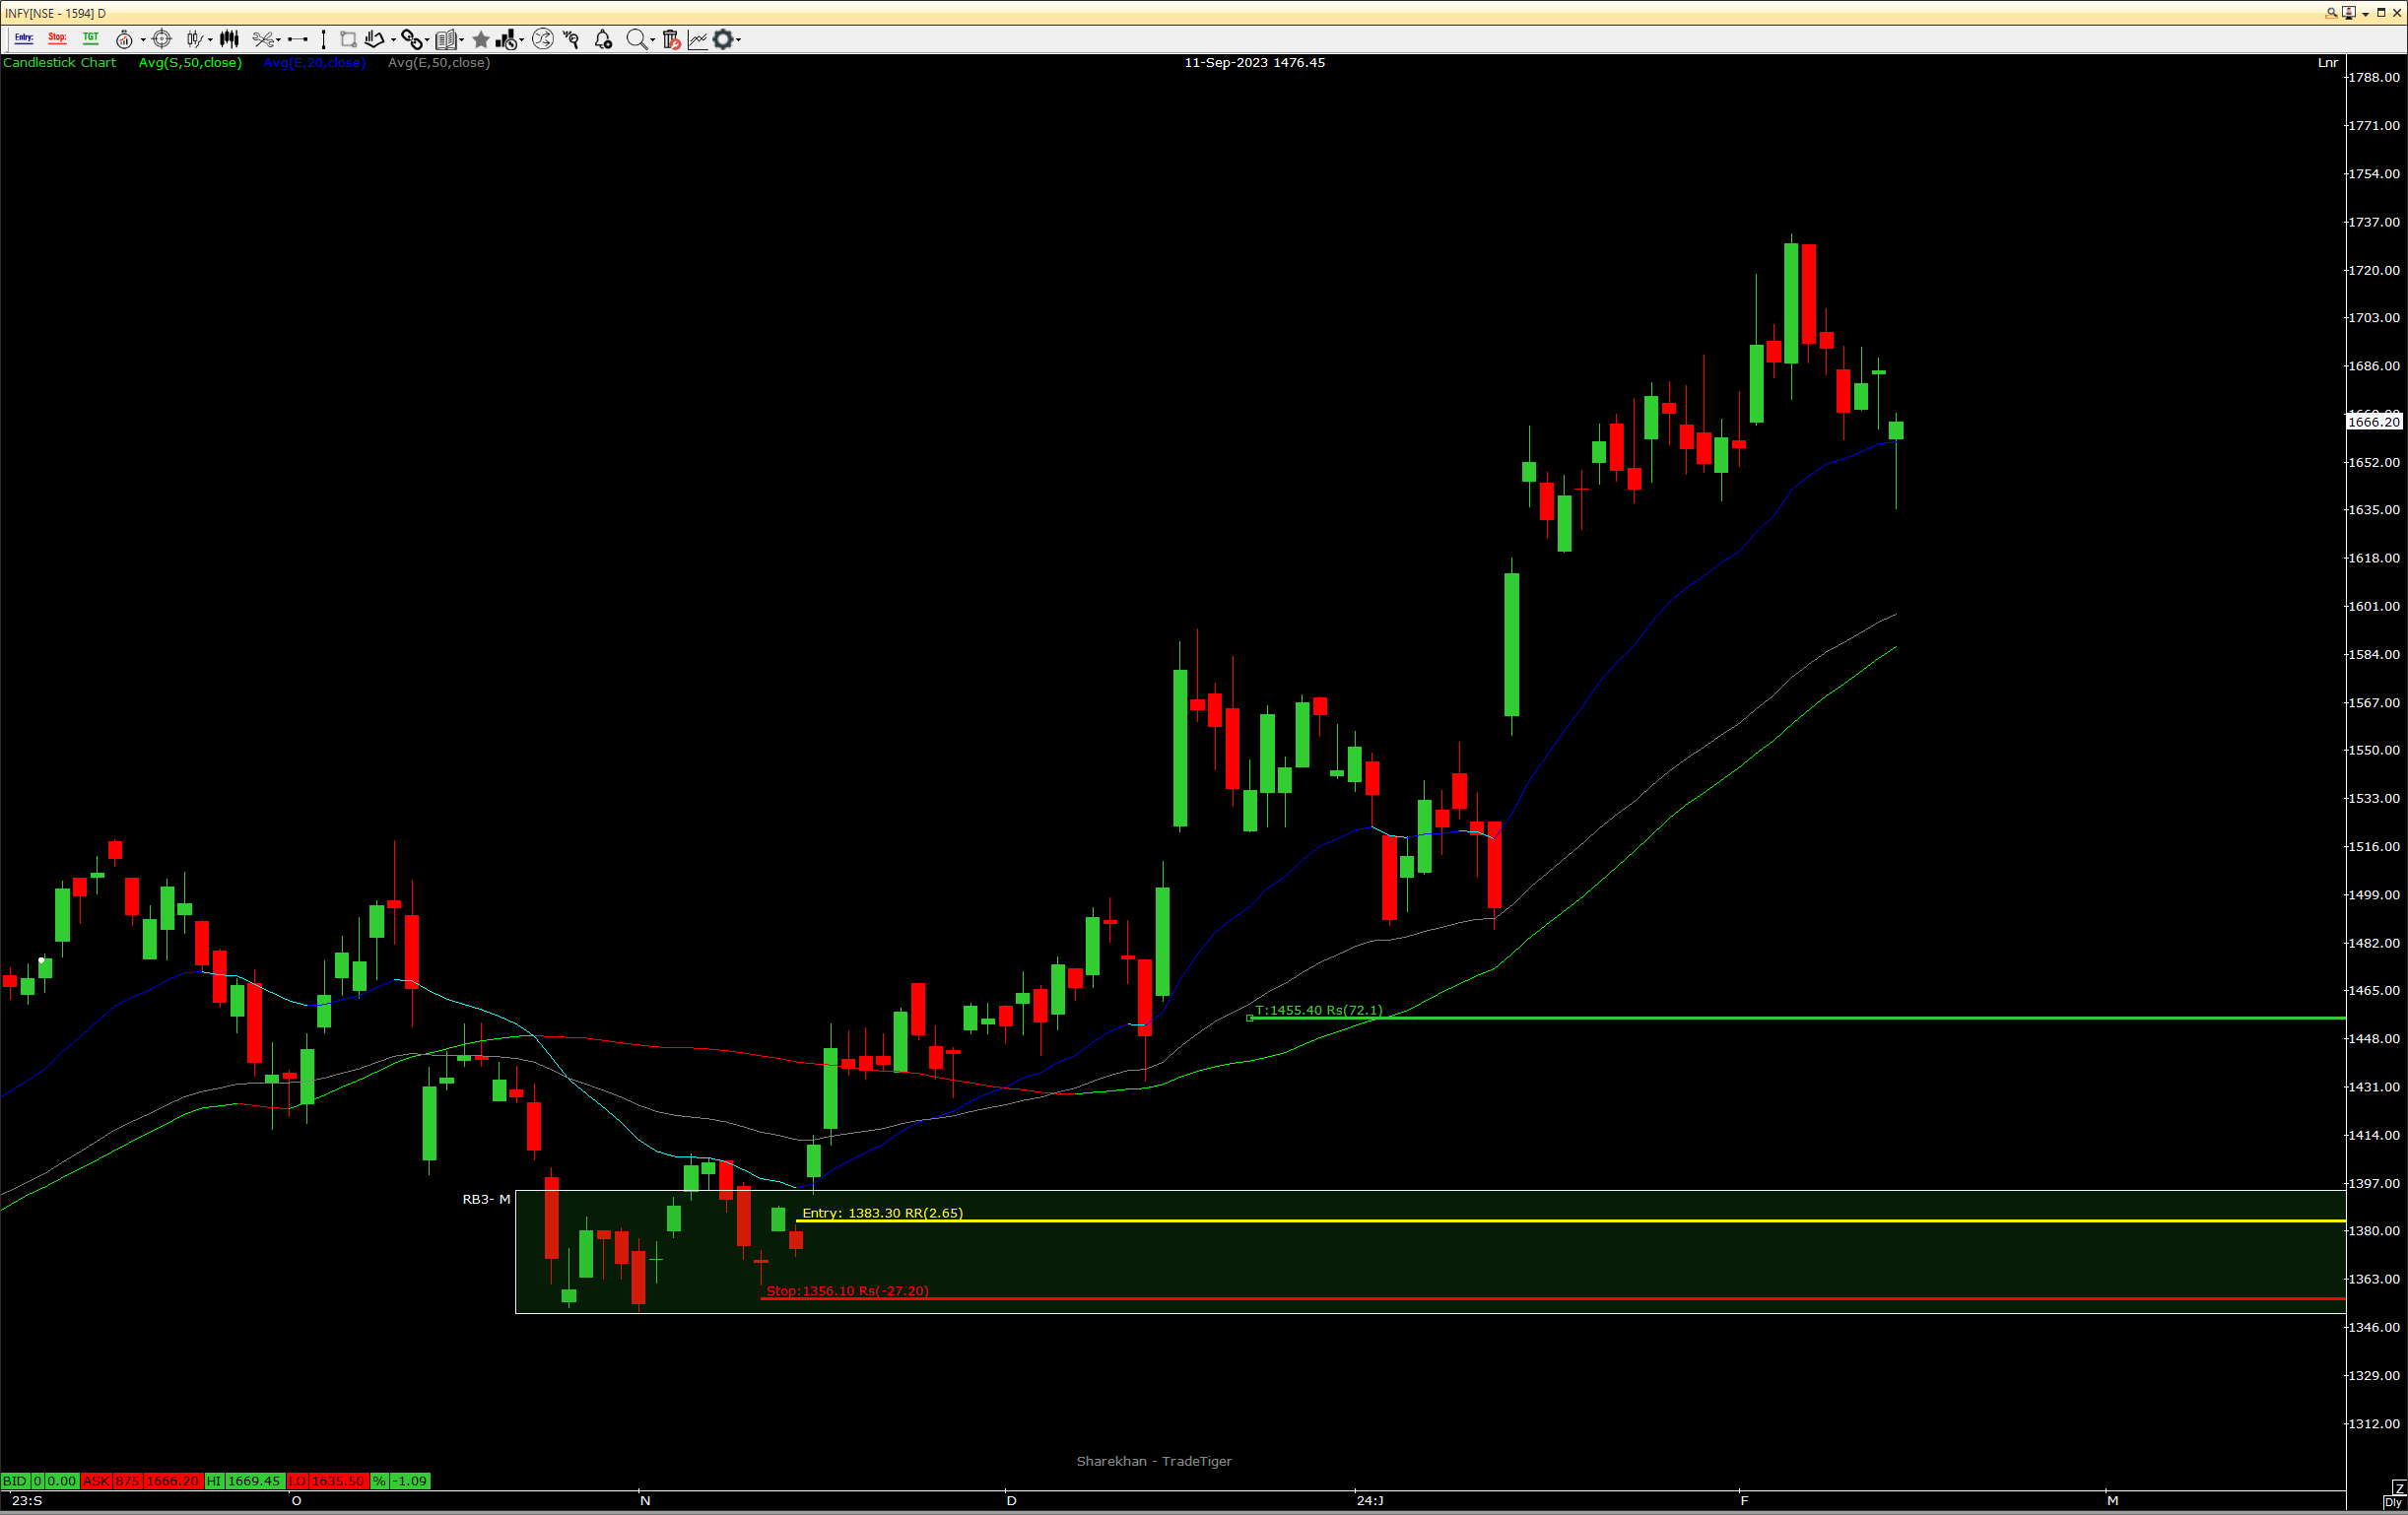 INFY[NSE - 1594] D
Entry: Stop: TGT
Candlestick Chart Avg(S,50,close) Avg(E,20,close) Avg(E,50,close) 11-Sep-2023 1476.45 Lnr
1788.00
1771.00
1754.00
1737.00
1720.00
1703.00
1686.00
1669.00
1666.20
1652.00
1635.00
1618.00
1601.00
1584.00
1567.00
1550.00
1533.00
1516.00
1499.00
1482.00
1465.00
T:1455.40 Rs(72.1)
1448.00
1431.00
1414.00
1397.00
RB3- M
Entry: 1383.30 RR(2.65)
1380.00
1363.00
Stop:1356.10 Rs(-27.20)
1346.00
1329.00
1312.00
Sharekhan - TradeTiger
BID 0 0.00 ASK 875 1666.20 HI 1669.45 LO 1635.50 % -1.09
Z
23:S O N D 24:J F M Dly